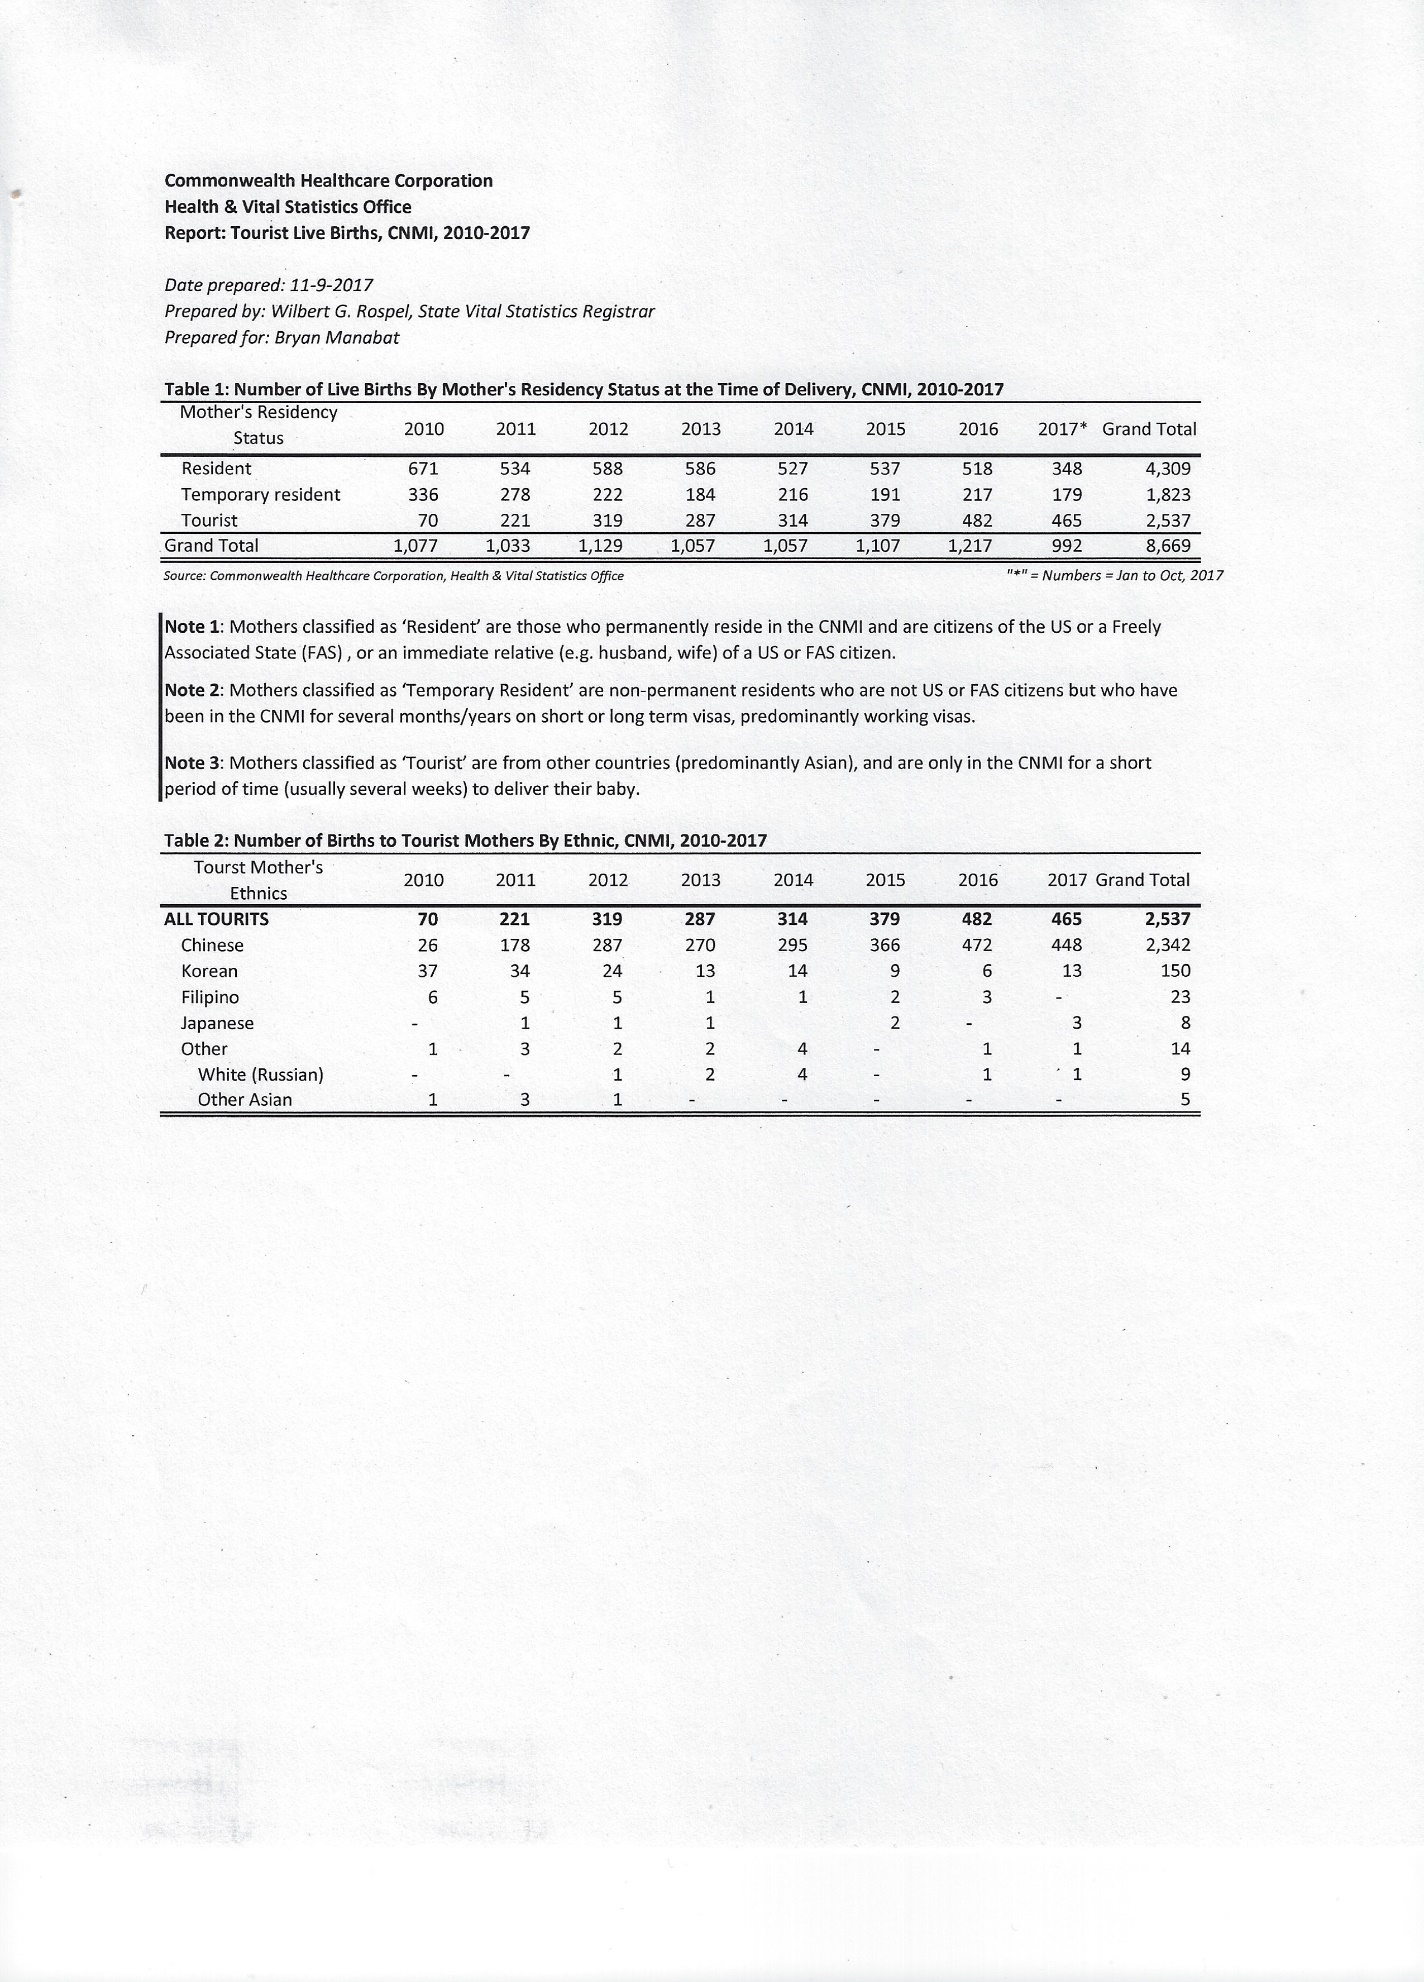 Commonwealth Healthcare Corporation
Health & Vital Statistics Office
Report: Tourist Live Births, CNMI, 2010-2017
Date prepared: 11-9-2017
Prepared by: Wilbert G. Rospel, State Vital Statistics Registrar
Prepared for: Bryan Manabat
Table 1: Number of Live Births By Mother's Residency Status at the Time of Delivery, CNMI, 2010-2017
Mother's Residency
Status 2010 2011 2012 2013 2014 2015 2016 2017* Grand Total
Resident 671 534 588 586 527 537 518 348 4,309
Temporary resident 336 278 222 184 216 191 217 179 1,823
Tourist 70 221 319 287 314 379 482 465 2,537
Grand Total 1,077 1,033 1,129 1,057 1,057 1,107 1,217 992 8,669
Source: Commonwealth Healthcare Corporation, Health & Vital Statistics Office "*" = Numbers = Jan to Oct, 2017
Note 1: Mothers classified as ‘Resident’ are those who permanently reside in the CNMI and are citizens of the US or a Freely
Associated State (FAS) , or an immediate relative (e.g. husband, wife) of a US or FAS citizen.
Note 2: Mothers classified as ‘Temporary Resident’ are non-permanent residents who are not US or FAS citizens but who have
been in the CNMI for several months/years on short or long term visas, predominantly working visas.
Note 3: Mothers classified as ‘Tourist’ are from other countries (predominantly Asian), and are only in the CNMI for a short
period of time (usually several weeks) to deliver their baby.
Table 2: Number of Births to Tourist Mothers By Ethnic, CNMI, 2010-2017
Tourst Mother's
Ethnics 2010 2011 2012 2013 2014 2015 2016 2017 Grand Total
ALL TOURITS 70 221 319 287 314 379 482 465 2,537
Chinese 26 178 287 270 295 366 472 448 2,342
Korean 37 34 24 13 14 9 6 13 150
Filipino 6 5 5 1 1 2 3 - 23
Japanese - 1 1 1 2 - 3 8
Other 1 3 2 2 4 - 1 1 14
White (Russian) - - 1 2 4 - 1 1 9
Other Asian 1 3 1 - - - - - 5